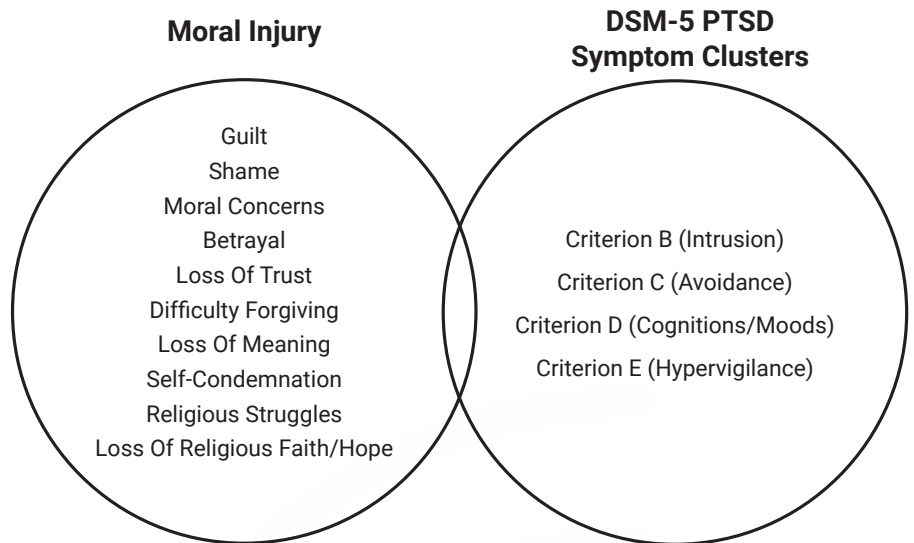 Moral Injury
Guilt
Shame
Moral Concerns
Betrayal
Loss Of Trust
Difficulty Forgiving
Loss Of Meaning
Self-Condemnation
Religious Struggles
Loss Of Religious Faith/Hope
DSM-5 PTSD
Symptom Clusters
Criterion B (Intrusion)
Criterion C (Avoidance)
Criterion D (Cognitions/Moods)
Criterion E (Hypervigilance)